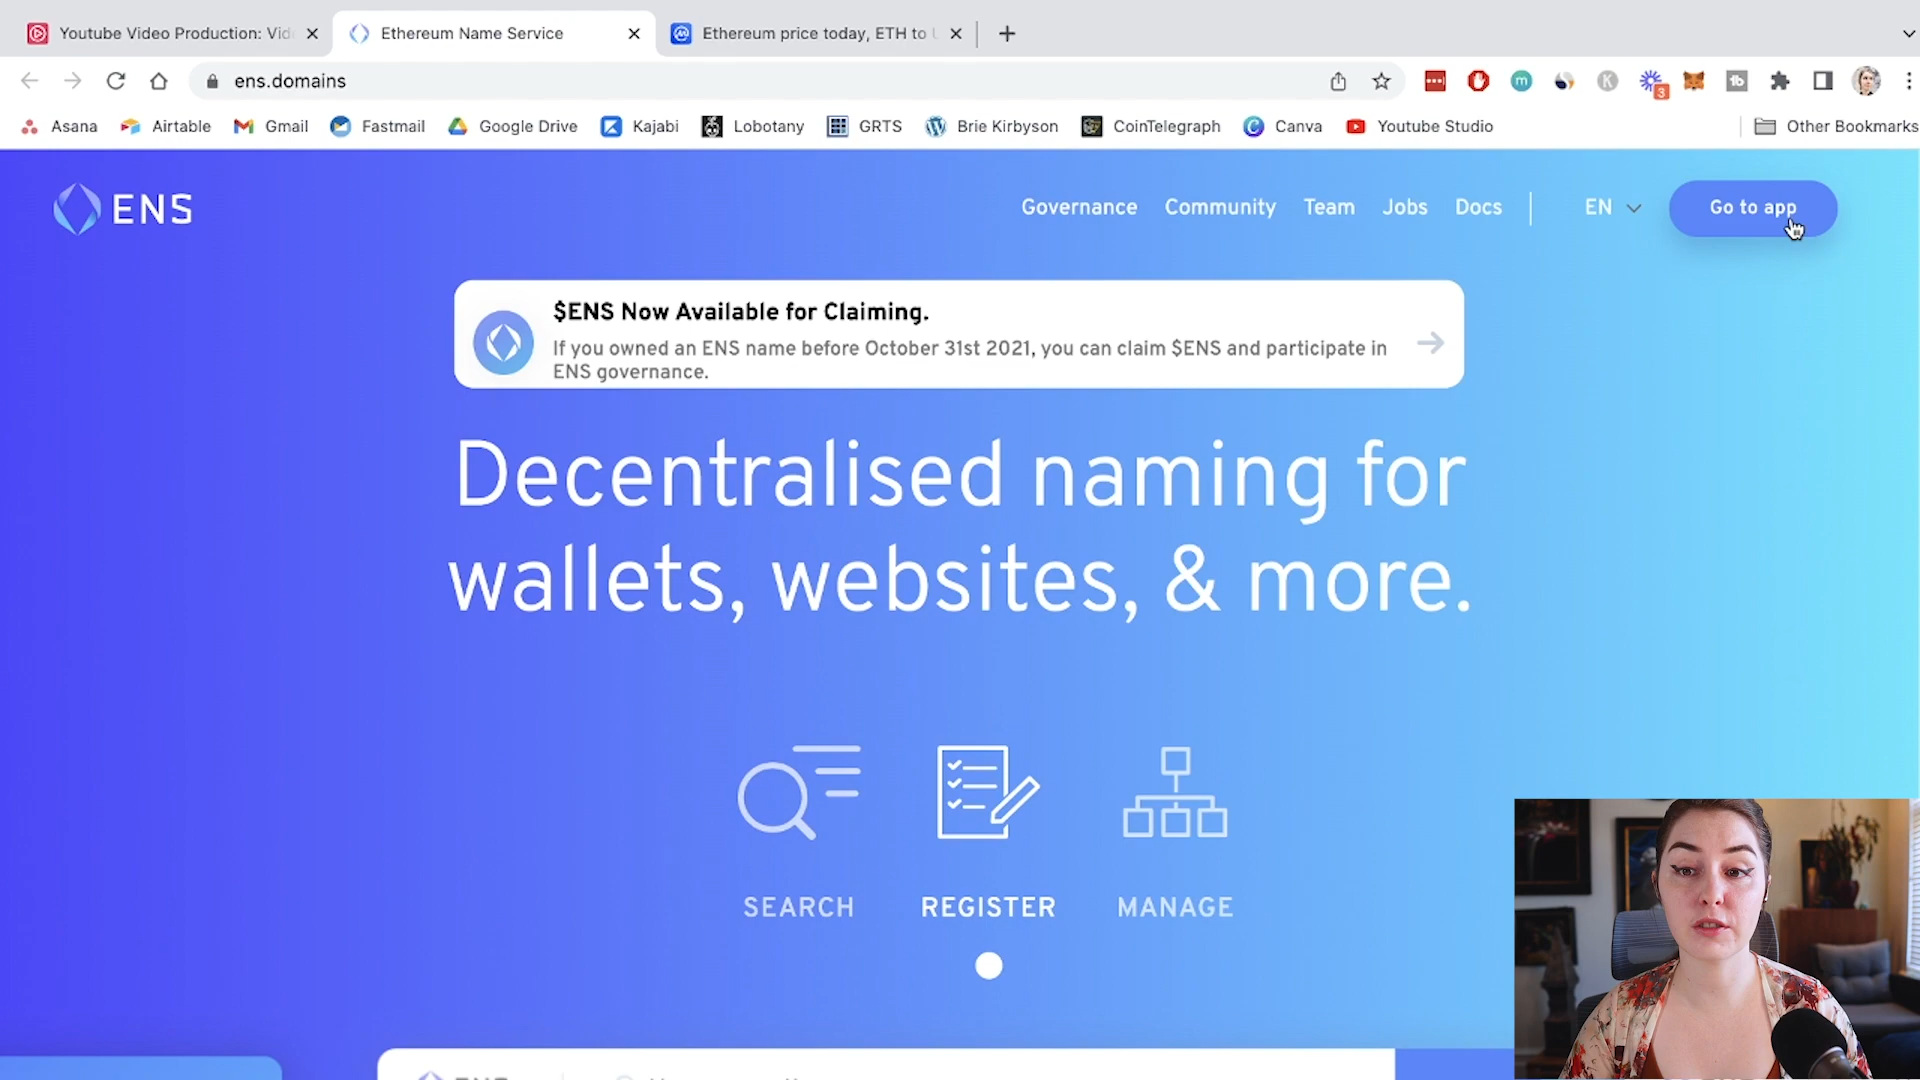 Youtube Video Production: Vid
Ethereum Name Service
Ethereum price today, ETH to U
ens.domains
3
Asana
Airtable
Gmail
Fastmail
Google Drive
Kajabi
Lobotany
GRTS
Brie Kirbyson
CoinTelegraph
Canva
Youtube Studio
Other Bookmarks
ENS
Governance
Community
Team
Jobs
Docs
EN
Go to app
$ENS Now Available for Claiming.
If you owned an ENS name before October 31st 2021, you can claim $ENS and participate in
ENS governance.
Decentralised naming for
wallets, websites, & more.
SEARCH
REGISTER
MANAGE